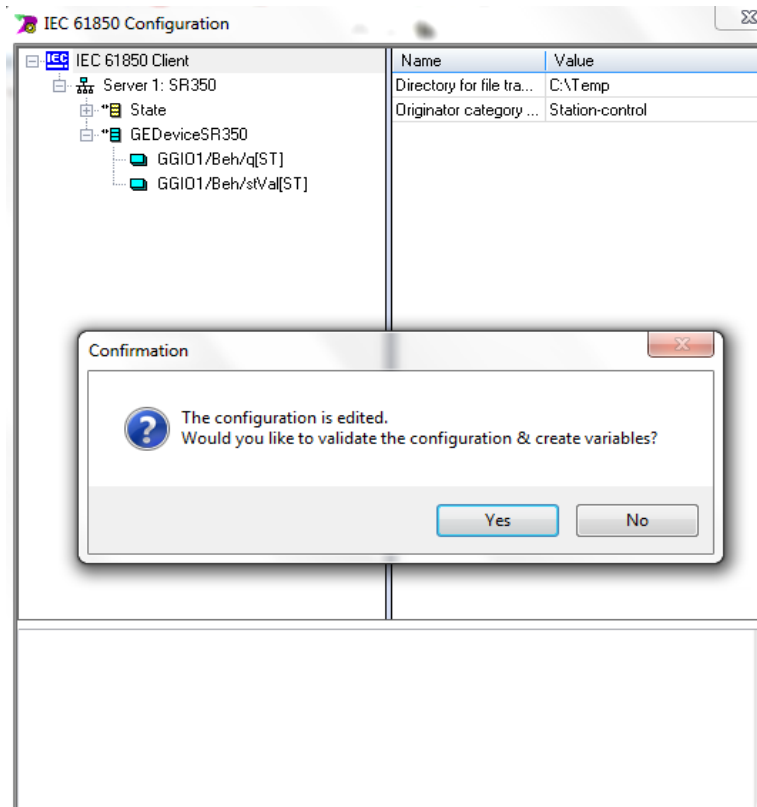 IEC 61850 Configuration
IEC IEC 61850 Client
Server 1: SR350
State
GEDeviceSR350
GGIO1/Beh/q[ST]
GGIO1/Beh/stVal[ST]
Name Value
Directory for file tra... C:\Temp
Originator category ... Station-control
Confirmation
The configuration is edited.
Would you like to validate the configuration & create variables?
Yes No